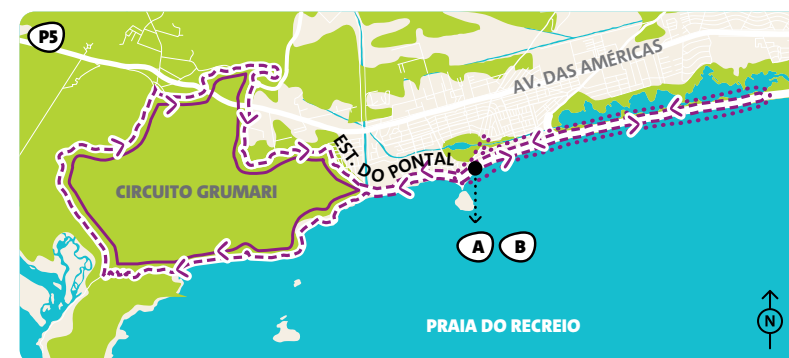 P5
AV. DAS AMÉRICAS
EST. DO PONTAL
CIRCUITO GRUMARI
A B
PRAIA DO RECREIO
N